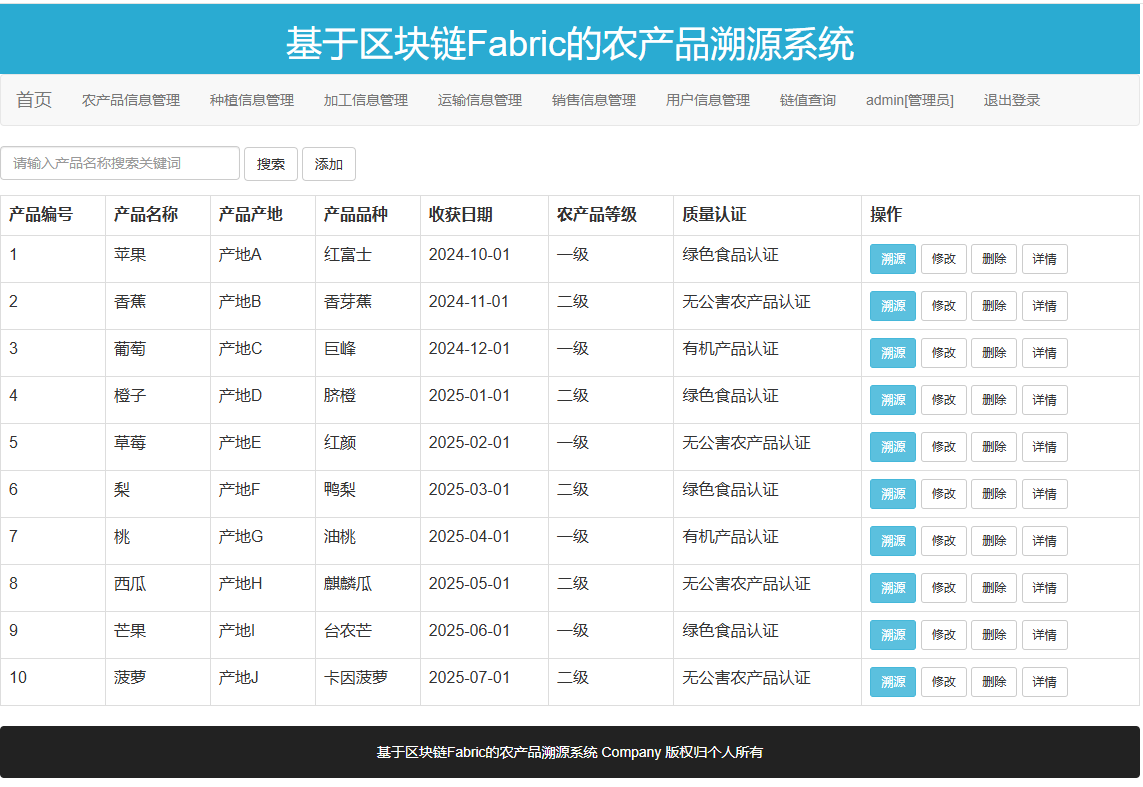 基于区块链Fabric的农产品溯源系统
首页 农产品信息管理 种植信息管理 加工信息管理 运输信息管理 销售信息管理 用户信息管理 链值查询 admin[管理员] 退出登录
请输入产品名称搜索关键词 搜索 添加
产品编号 产品名称 产品产地 产品品种 收获日期 农产品等级 质量认证 操作
1 苹果 产地A 红富士 2024-10-01 一级 绿色食品认证 溯源 修改 删除 详情
2 香蕉 产地B 香芽蕉 2024-11-01 二级 无公害农产品认证 溯源 修改 删除 详情
3 葡萄 产地C 巨峰 2024-12-01 一级 有机产品认证 溯源 修改 删除 详情
4 橙子 产地D 脐橙 2025-01-01 二级 绿色食品认证 溯源 修改 删除 详情
5 草莓 产地E 红颜 2025-02-01 一级 无公害农产品认证 溯源 修改 删除 详情
6 梨 产地F 鸭梨 2025-03-01 二级 绿色食品认证 溯源 修改 删除 详情
7 桃 产地G 油桃 2025-04-01 一级 有机产品认证 溯源 修改 删除 详情
8 西瓜 产地H 麒麟瓜 2025-05-01 二级 无公害农产品认证 溯源 修改 删除 详情
9 芒果 产地I 台农芒 2025-06-01 一级 绿色食品认证 溯源 修改 删除 详情
10 菠萝 产地J 卡因菠萝 2025-07-01 二级 无公害农产品认证 溯源 修改 删除 详情
基于区块链Fabric的农产品溯源系统 Company 版权归个人所有